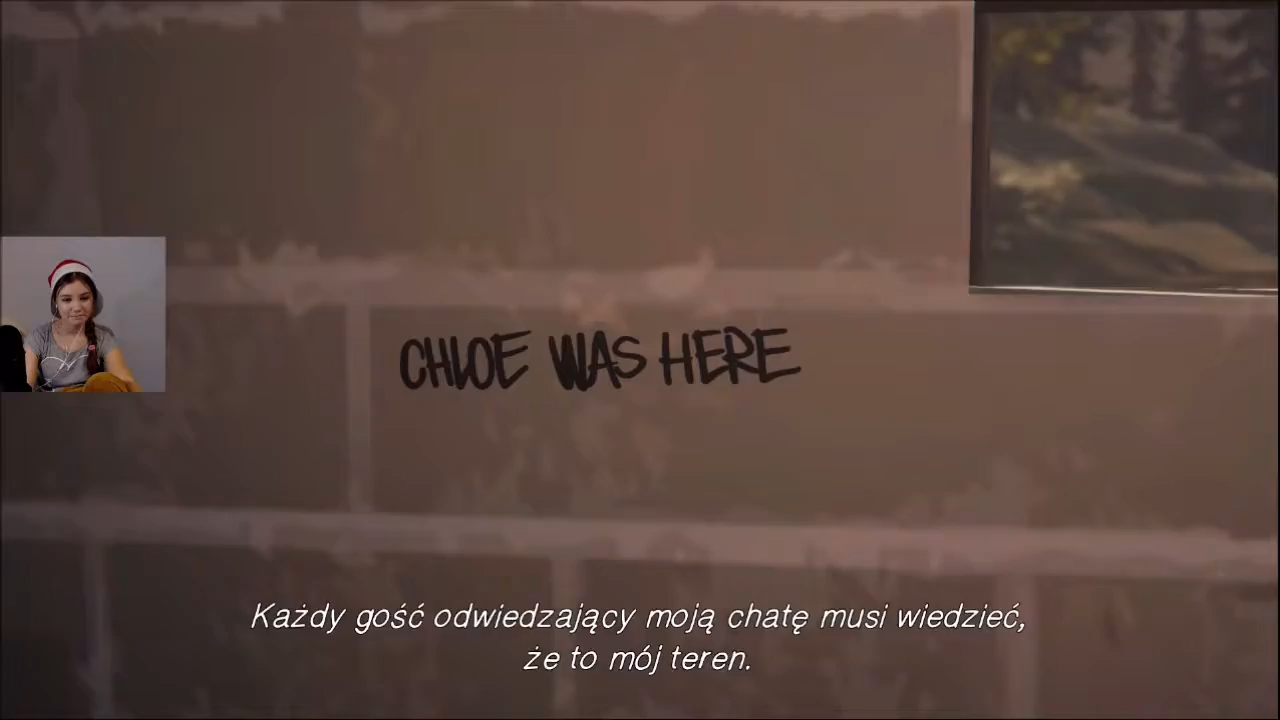 CHLOE WAS HERE
Każdy gość odwiedzający moją chatę musi wiedzieć,
że to mój teren.